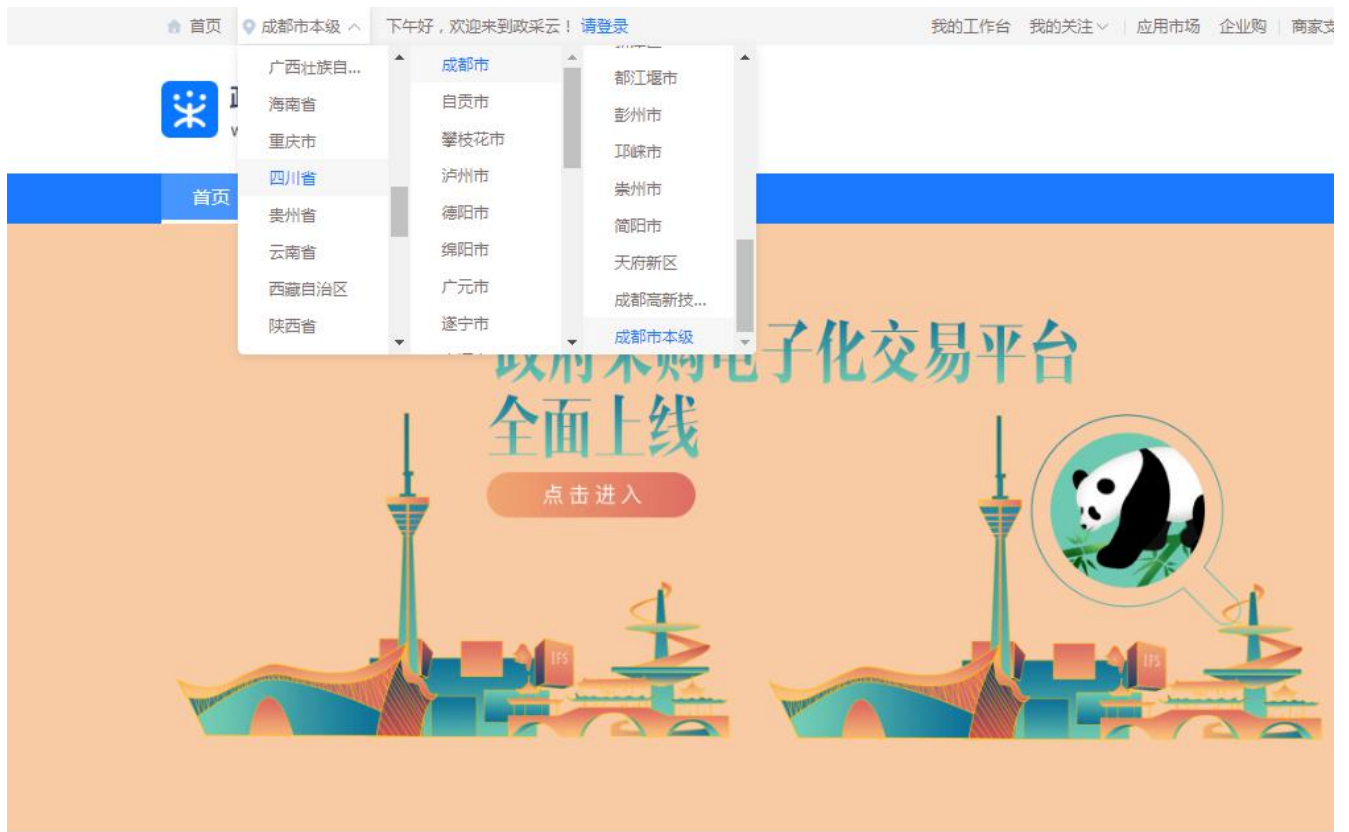 首页 成都市本级 下午好，欢迎来到政采云！ 请登录 我的工作台 我的关注 应用市场 企业购 商家支
广西壮族自...
海南省
重庆市
四川省
贵州省
云南省
西藏自治区
陕西省
成都市
自贡市
攀枝花市
泸州市
德阳市
绵阳市
广元市
遂宁市
都江堰市
彭州市
邛崃市
崇州市
简阳市
天府新区
成都高新技...
成都市本级
采
首页
政府采购电子化交易平台
全面上线
点击进入
IFS
IFS